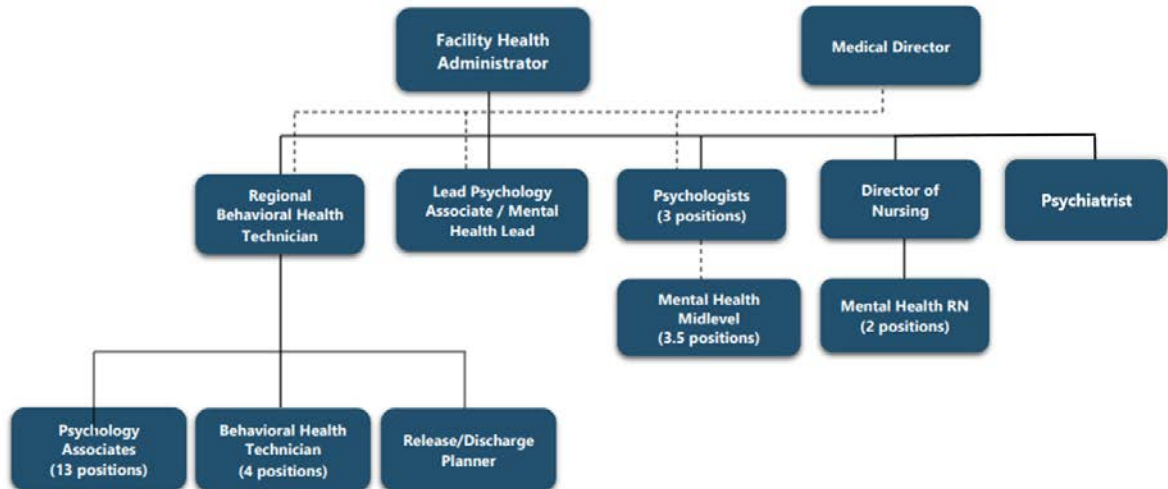 Facility Health
Administrator
Medical Director
Regional
Behavioral Health
Technician
Lead Psychology
Associate / Mental
Health Lead
Psychologists
(3 positions)
Director of
Nursing
Psychiatrist
Mental Health
Midlevel
(3.5 positions)
Mental Health RN
(2 positions)
Psychology
Associates
(13 positions)
Behavioral Health
Technician
(4 positions)
Release/Discharge
Planner